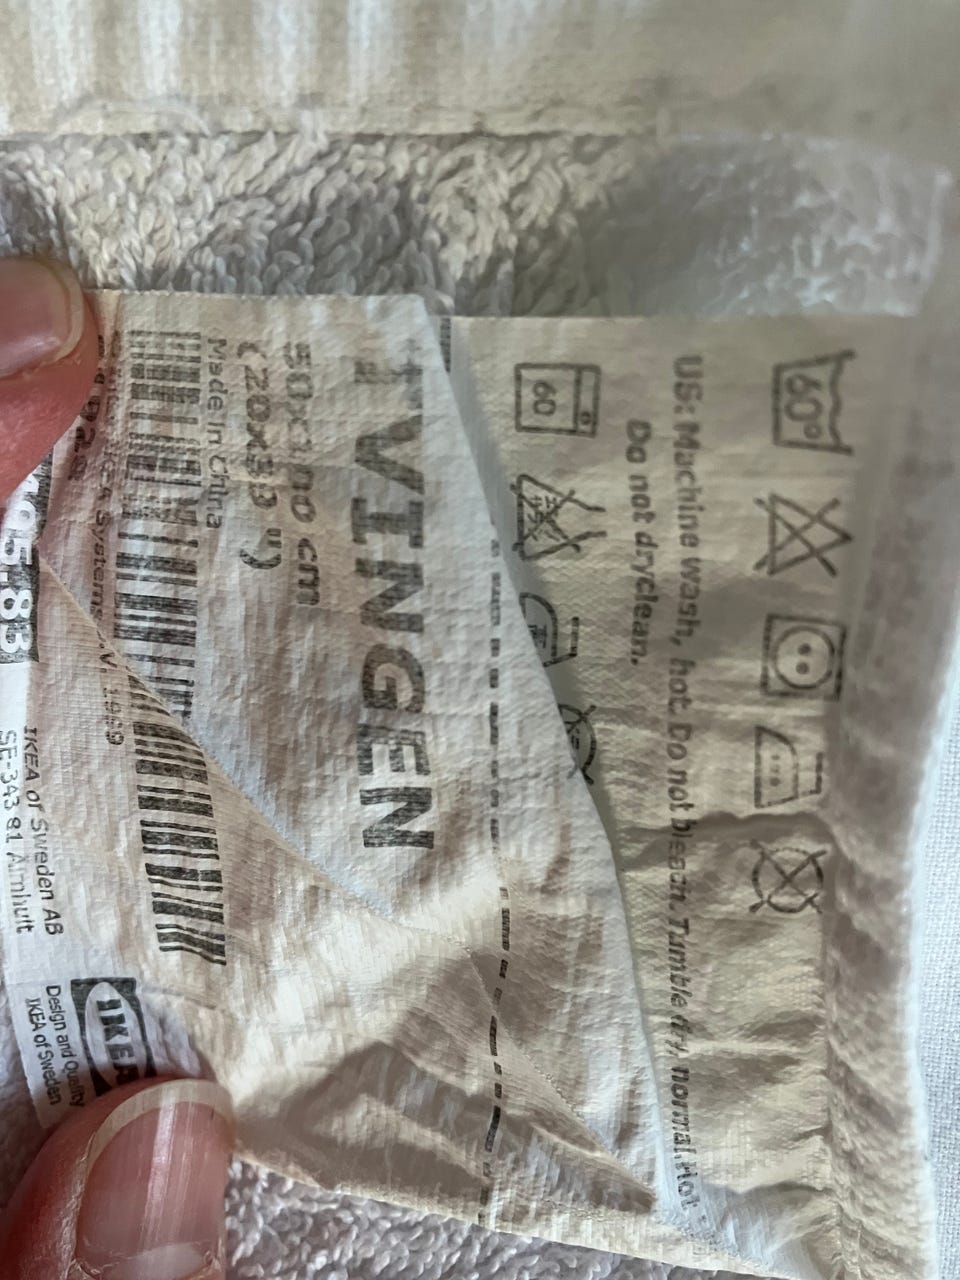 60°
US: Machine wash, hot. Do not bleach. Tumble dry, normal. Hot
Do not dryclean.
60
TVINGEN
50x100 cm
(20x39 ")
Made in China
Systems
1999
IKEA of Sweden AB
SE-343 81 Älmhult
IKEA
Design and Quality
IKEA of Sweden